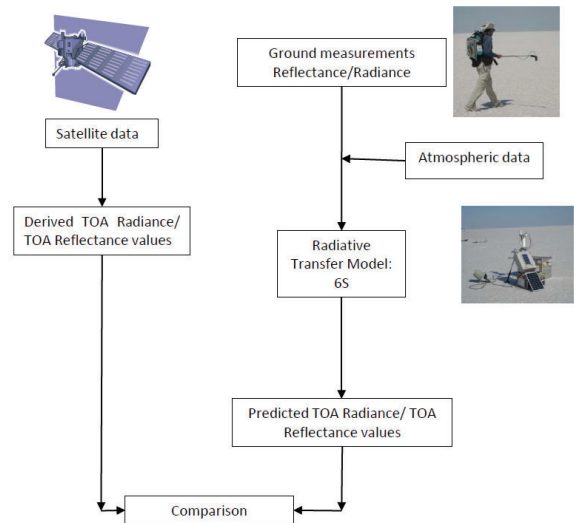 Ground measurements
Reflectance/Radiance
Satellite data
Atmospheric data
Derived TOA Radiance/
TOA Reflectance values
Radiative
Transfer Model:
6S
Predicted TOA Radiance/ TOA
Reflectance values
Comparison